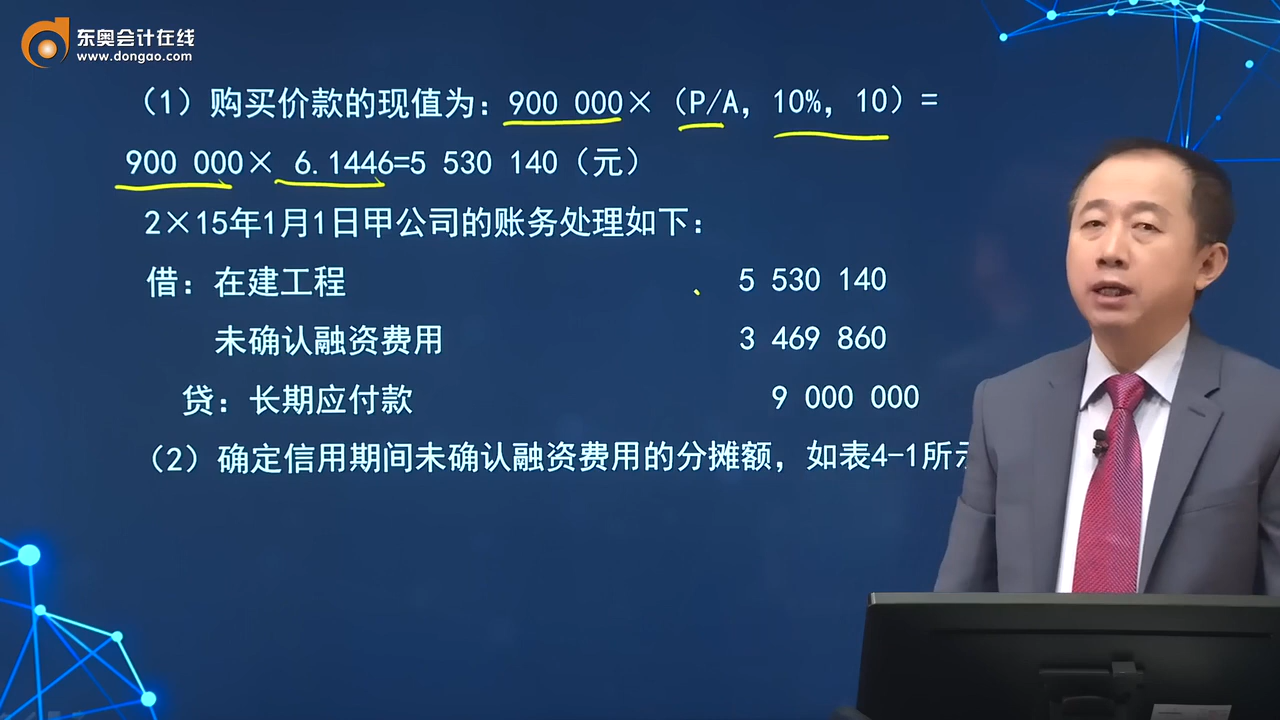 东奥会计在线
www.dongao.com
（1）购买价款的现值为：900 000×（P/A，10%，10）=
900 000× 6.1446=5 530 140（元）
2×15年1月1日甲公司的账务处理如下：
借：在建工程 5 530 140
未确认融资费用 3 469 860
贷：长期应付款 9 000 000
（2）确定信用期间未确认融资费用的分摊额，如表4-1所示